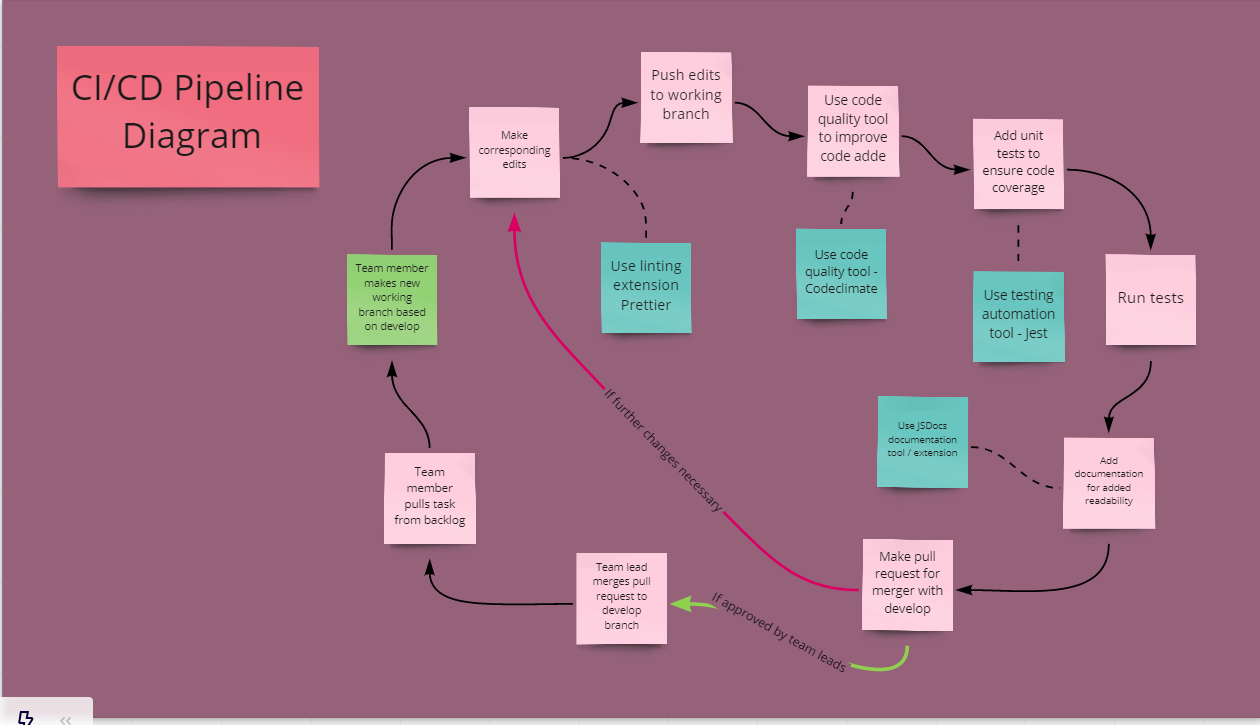 CI/CD Pipeline
Diagram
Push edits
to working
branch
Use code
quality tool
to improve
code adde
Make
corresponding
edits
Add unit
tests to
ensure code
coverage
Team member
makes new
working
branch based
on develop
Use linting
extension
Prettier
Use code
quality tool -
Codeclimate
Use testing
automation
tool - Jest
Run tests
If further changes necessary
Use JSDocs
documentation
tool / extension
Add
documentation
for added
readability
Team
member
pulls task
from backlog
Team lead
merges pull
request to
develop
branch
If approved by team leads
Make pull
request for
merger with
develop